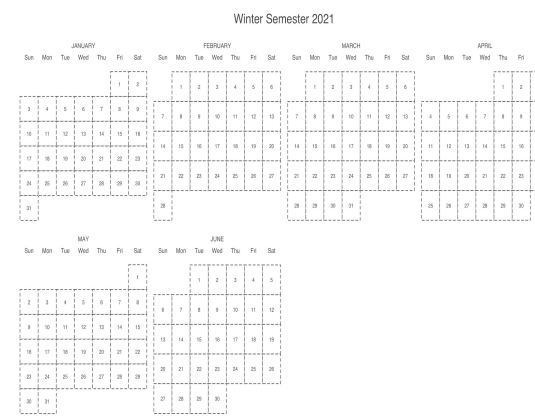 Winter Semester 2021
JANUARY FEBRUARY MARCH APRIL
Sun Mon Tue Wed Thu Fri Sat Sun Mon Tue Wed Thu Fri Sat Sun Mon Tue Wed Thu Fri Sat Sun Mon Tue Wed Thu Fri
1 2 1 2 3 4 5 6 1 2 3 4 5 6 1 2
3 4 5 6 7 8 9 7 8 9 10 11 12 13 7 8 9 10 11 12 13 4 5 6 7 8 9
10 11 12 13 14 15 16 14 15 16 17 18 19 20 14 15 16 17 18 19 20 11 12 13 14 15 16
17 18 19 20 21 22 23 21 22 23 24 25 26 27 21 22 23 24 25 26 27 18 19 20 21 22 23
24 25 26 27 28 29 30 28 28 29 30 31 25 26 27 28 29 30
31
MAY JUNE
Sun Mon Tue Wed Thu Fri Sat Sun Mon Tue Wed Thu Fri Sat
1 1 2 3 4 5
2 3 4 5 6 7 8 6 7 8 9 10 11 12
9 10 11 12 13 14 15 13 14 15 16 17 18 19
16 17 18 19 20 21 22 20 21 22 23 24 25 26
23 24 25 26 27 28 29 27 28 29 30
30 31